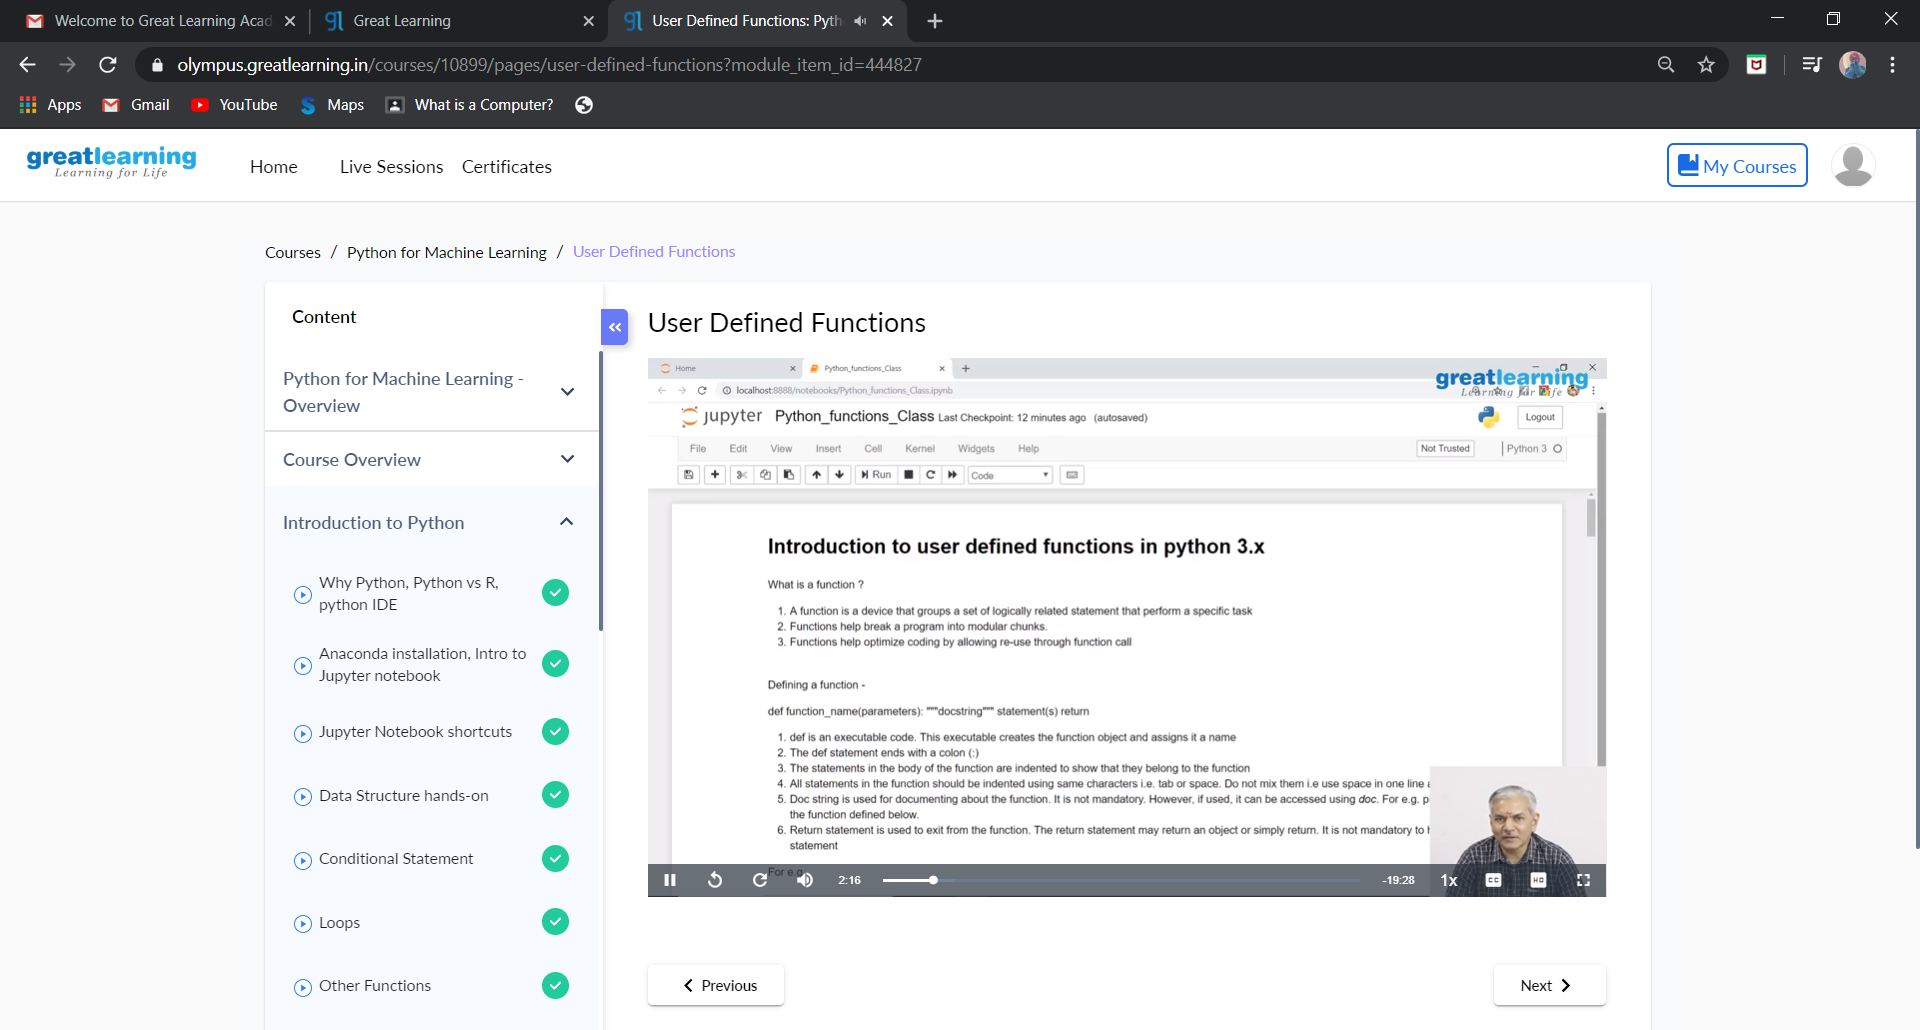 Welcome to Great Learning Acad
Great Learning
User Defined Functions: Pyth
olympus.greatlearning.in/courses/10899/pages/user-defined-functions?module_item_id=444827
Apps
Gmail
YouTube
Maps
What is a Computer?
greatlearning
Learning for Life
Home
Live Sessions
Certificates
My Courses
Courses / Python for Machine Learning / User Defined Functions
Content
Python for Machine Learning -
Overview
Course Overview
Introduction to Python
Why Python, Python vs R,
python IDE
Anaconda installation, Intro to
Jupyter notebook
Jupyter Notebook shortcuts
Data Structure hands-on
Conditional Statement
Loops
Other Functions
User Defined Functions
Home
Python_functions_Class
localhost:8888/notebooks/Python_functions_Class.ipynb
greatlearning
Learning for Life
jupyter Python_functions_Class Last Checkpoint: 12 minutes ago (autosaved)
Logout
File Edit View Insert Cell Kernel Widgets Help
Not Trusted
Python 3
Run
Code
Introduction to user defined functions in python 3.x
What is a function ?
1. A function is a device that groups a set of logically related statement that perform a specific task
2. Functions help break a program into modular chunks.
3. Functions help optimize coding by allowing re-use through function call
Defining a function -
def function_name(parameters): """docstring""" statement(s) return
1. def is an executable code. This executable creates the function object and assigns it a name
2. The def statement ends with a colon (:)
3. The statements in the body of the function are indented to show that they belong to the function
4. All statements in the function should be indented using same characters i.e. tab or space. Do not mix them i.e use space in one line
5. Doc string is used for documenting about the function. It is not mandatory. However, if used, it can be accessed using doc. For e.g. p
the function defined below.
6. Return statement is used to exit from the function. The return statement may return an object or simply return. It is not mandatory to
statement
For e.g
2:16
-19:28
1x
CC
HD
Previous
Next